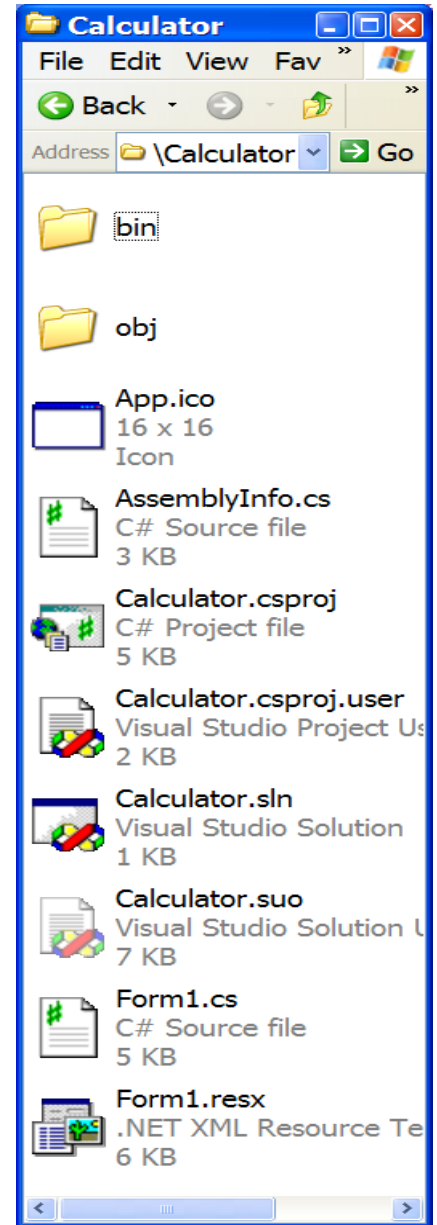 Calculator
File Edit View Fav »
Back »
Address \Calculator Go
bin
obj
App.ico
16 x 16
Icon
AssemblyInfo.cs
C# Source file
3 KB
Calculator.csproj
C# Project file
5 KB
Calculator.csproj.user
Visual Studio Project Us
2 KB
Calculator.sln
Visual Studio Solution
1 KB
Calculator.suo
Visual Studio Solution U
7 KB
Form1.cs
C# Source file
5 KB
Form1.resx
.NET XML Resource Te
6 KB